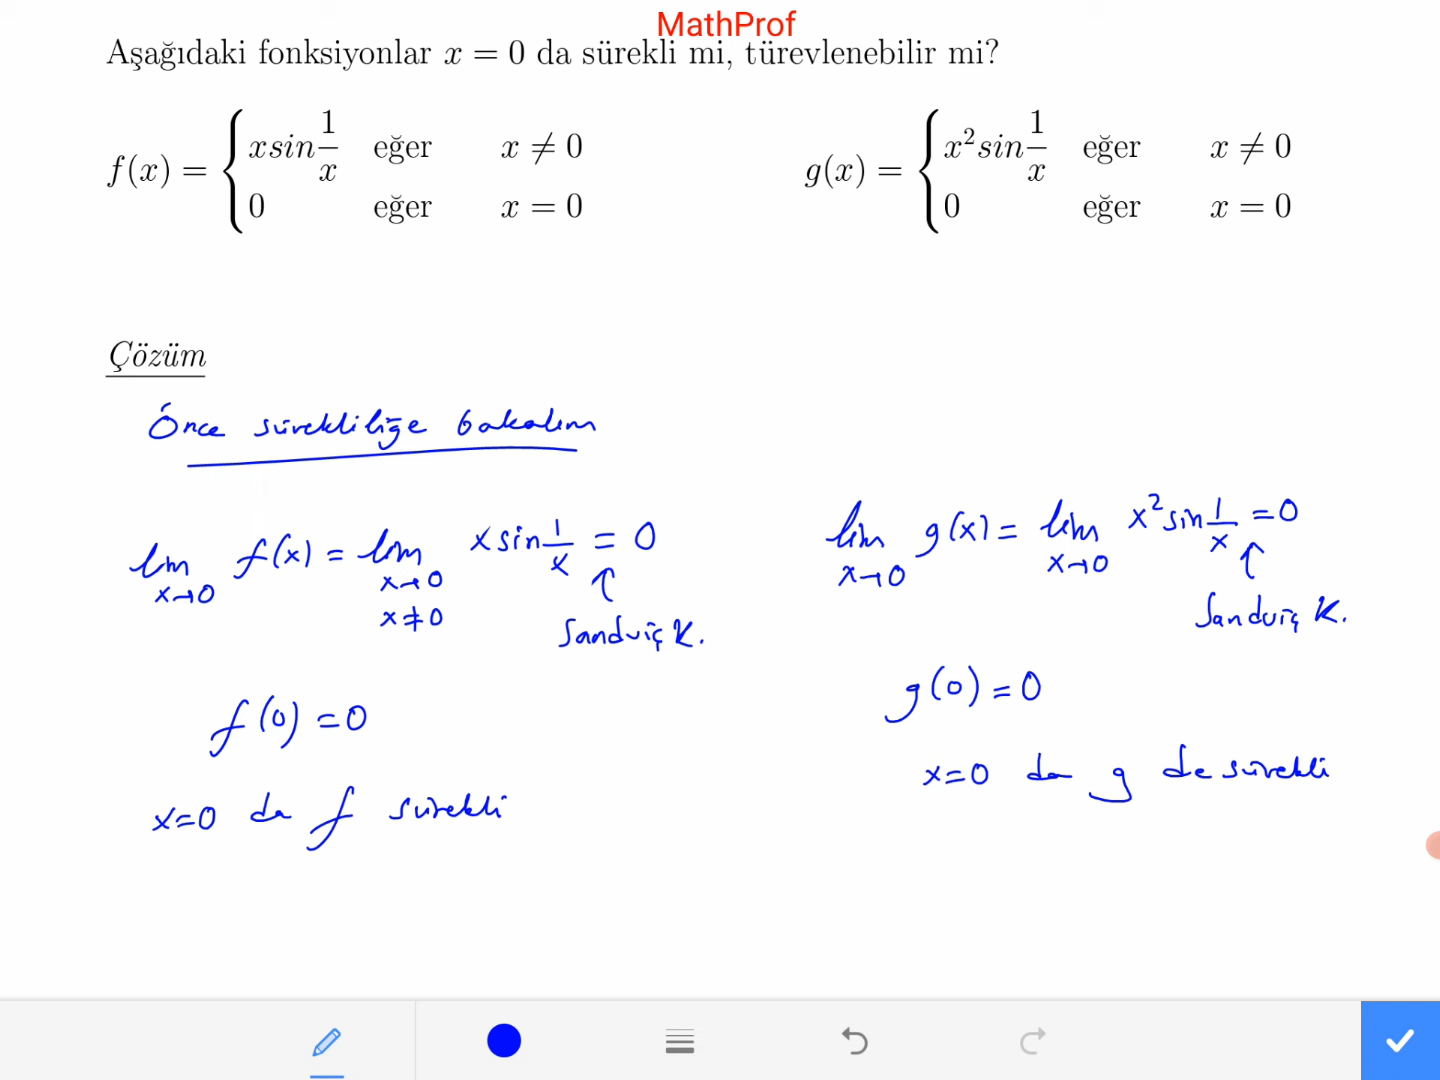 MathProf
Aşağıdaki fonksiyonlar x = 0 da sürekli mi, türevlenebilir mi?
f(x) = { xsin 1/x eğer x ≠ 0
0 eğer x = 0
g(x) = { x² sin 1/x eğer x ≠ 0
0 eğer x = 0
Çözüm
Önce sürekliliğe bakalım
lim x→0 f(x) = lim x→0 x≠0 x sin 1/x = 0
↑
Sandviç K.
f(0) = 0
x=0 da f sürekli
lim x→0 g(x) = lim x→0 x² sin 1/x = 0
↑
Sandviç K.
g(0) = 0
x=0 da g de sürekli